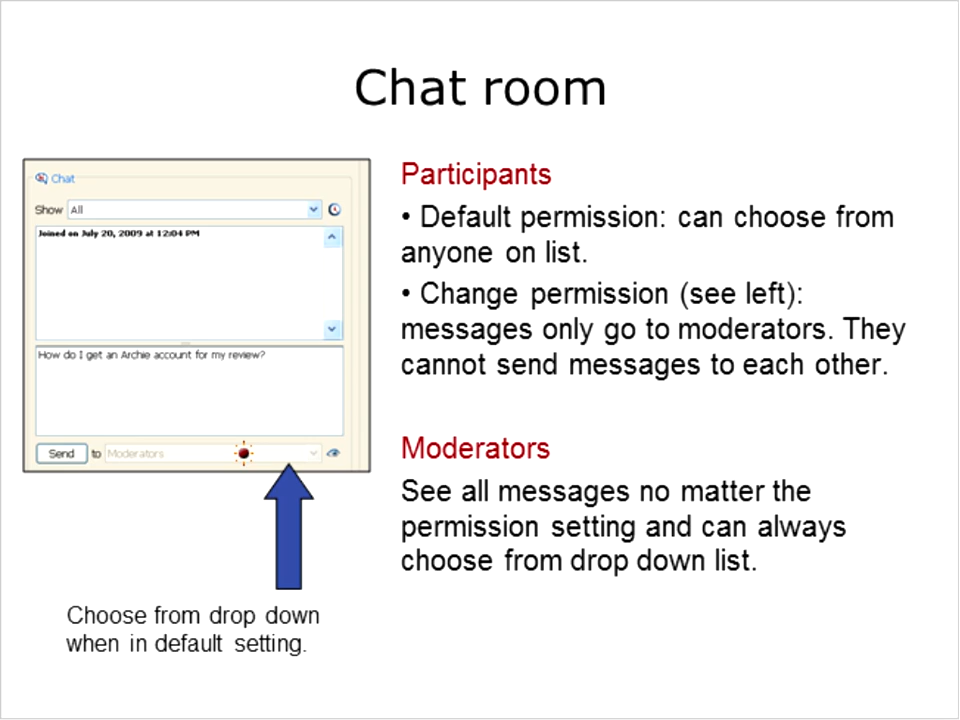 Chat room
Chat
Show All
Joined on July 20, 2009 at 12:04 PM
How do I get an Archie account for my review?
Send to Moderators
Choose from drop down
when in default setting.
Participants
• Default permission: can choose from
anyone on list.
• Change permission (see left):
messages only go to moderators. They
cannot send messages to each other.
Moderators
See all messages no matter the
permission setting and can always
choose from drop down list.